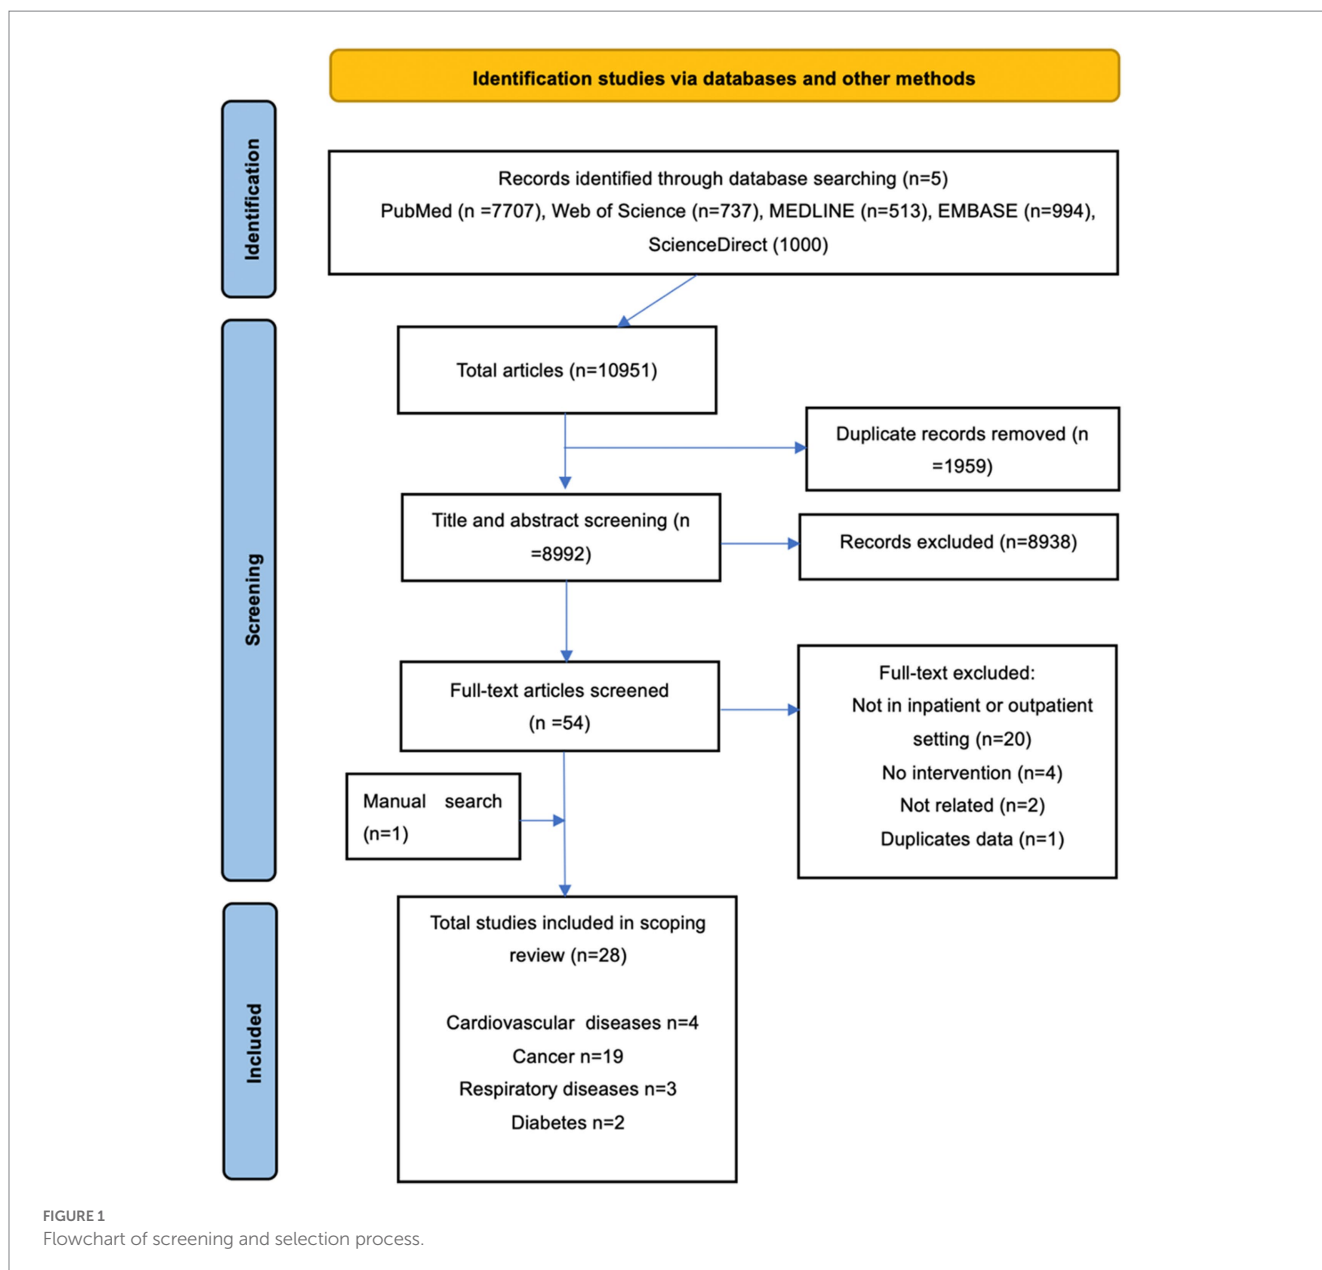 Identification studies via databases and other methods
Identification
Records identified through database searching (n=5)
PubMed (n =7707), Web of Science (n=737), MEDLINE (n=513), EMBASE (n=994),
ScienceDirect (1000)
Screening
Total articles (n=10951)
Duplicate records removed (n
=1959)
Title and abstract screening (n
=8992)
Records excluded (n=8938)
Full-text articles screened
(n =54)
Full-text excluded:
Not in inpatient or outpatient
setting (n=20)
No intervention (n=4)
Not related (n=2)
Duplicates data (n=1)
Manual search
(n=1)
Included
Total studies included in scoping
review (n=28)
Cardiovascular diseases n=4
Cancer n=19
Respiratory diseases n=3
Diabetes n=2
FIGURE 1
Flowchart of screening and selection process.